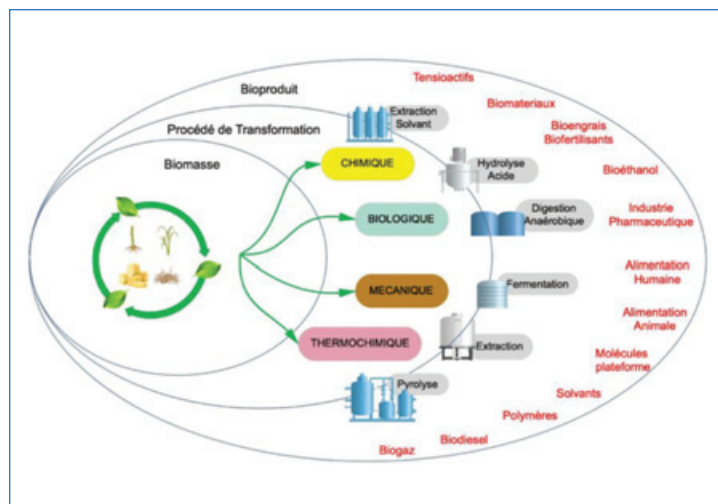 Tensioactifs
Bioproduit
Biomateriaux
Extraction
Solvant
Bioengrais
Biofertilisants
Procédé de Transformation
Biomasse
CHIMIQUE
Hydrolyse
Acide
Bioéthanol
BIOLOGIQUE
Digestion
Anaérobique
Industrie
Pharmaceutique
Alimentation
Humaine
MECANIQUE
Fermentation
Alimentation
Animale
THERMOCHIMIQUE
Extraction
Molécules
plateforme
Pyrolyse
Solvants
Polymères
Biodiesel
Biogaz